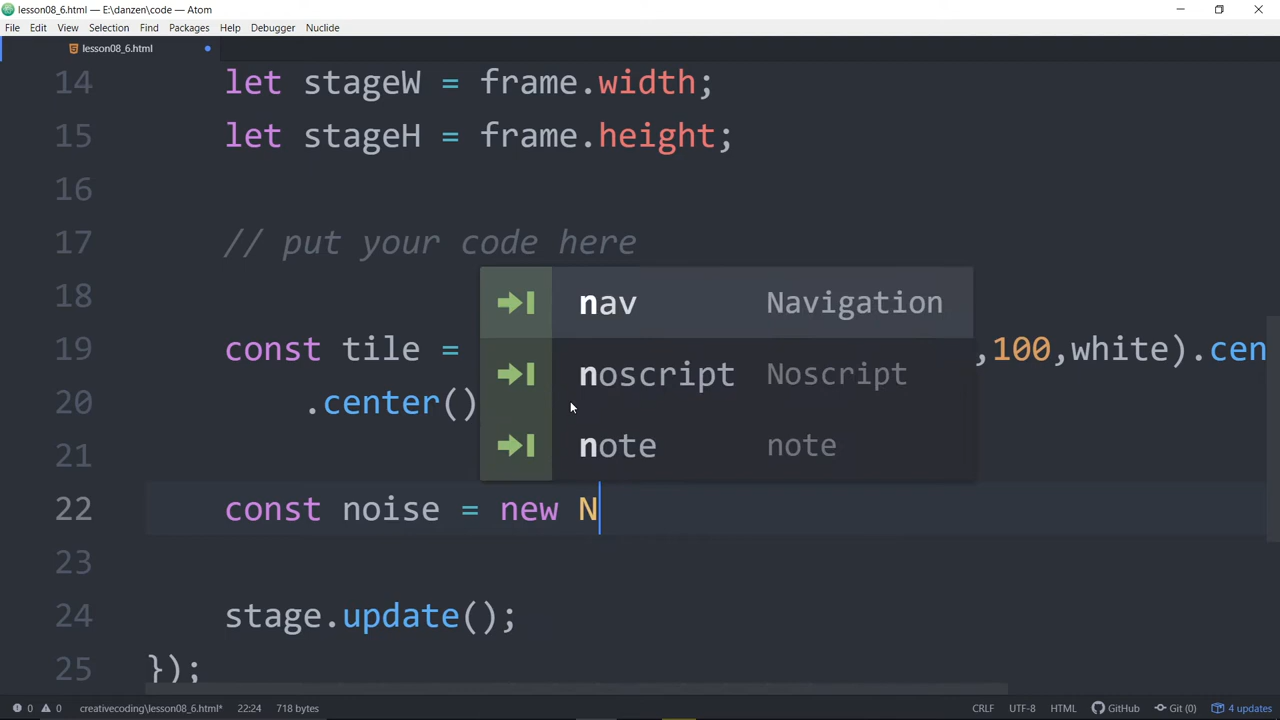 lesson08_6.html — E:\danzen\code — Atom
File Edit View Selection Find Packages Help Debugger Nuclide
lesson08_6.html
14 let stageW = frame.width;
15 let stageH = frame.height;
16
17 // put your code here
18
nav Navigation
19 const tile = ,100,white).cen
noscript Noscript
20 .center()
note note
21
22 const noise = new N
23
24 stage.update();
25 });
0 0 creativecoding\lesson08_6.html* 22:24 718 bytes CRLF UTF-8 HTML GitHub Git (0) 4 updates